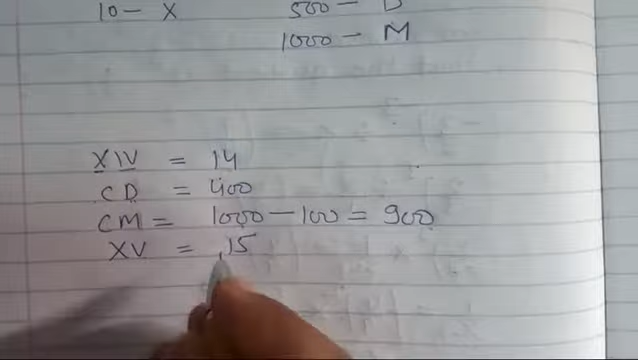 10 - X 500 - D
1000 - M
XIV = 14
CD = 400
CM = 1000 - 100 = 900
XV = 15